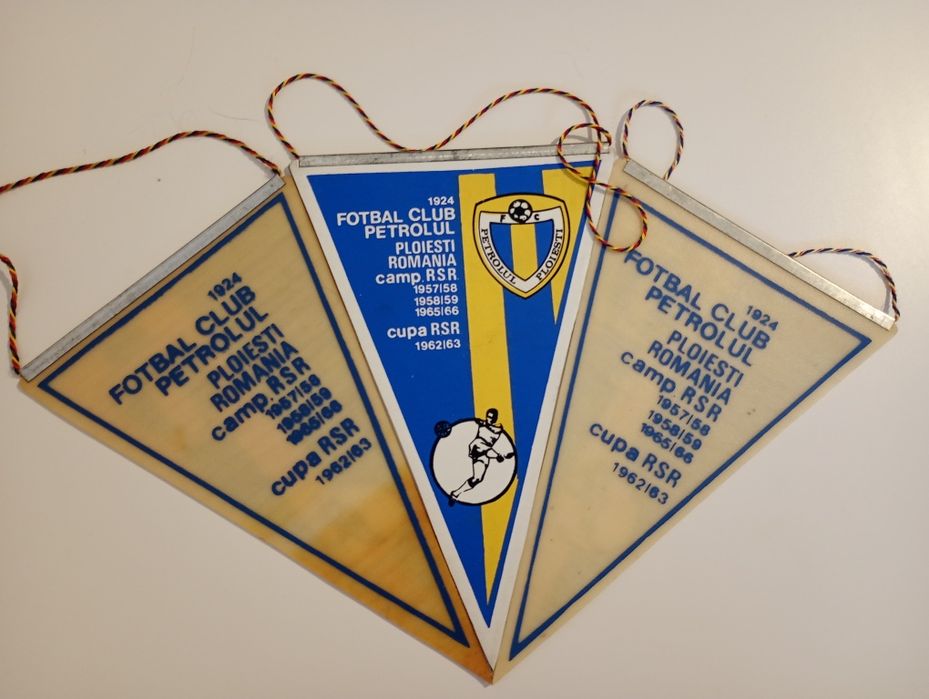 1924
FOTBAL CLUB
PETROLUL
PLOIESTI
ROMANIA
camp. RSR
1957/58
1958/59
1965/66
cupa RSR
1962/63
1924
FOTBAL CLUB
PETROLUL
PLOIESTI
ROMANIA
camp. R.S.R.
1957/58
1958/59
1965/66
cupa RSR
1962/63
F C
PETROLUL PLOIESTI
1924
FOTBAL CLUB
PETROLUL
PLOIESTI
ROMANIA
camp. RSR
1957/58
1958/59
1965/66
cupa RSR
1962/63